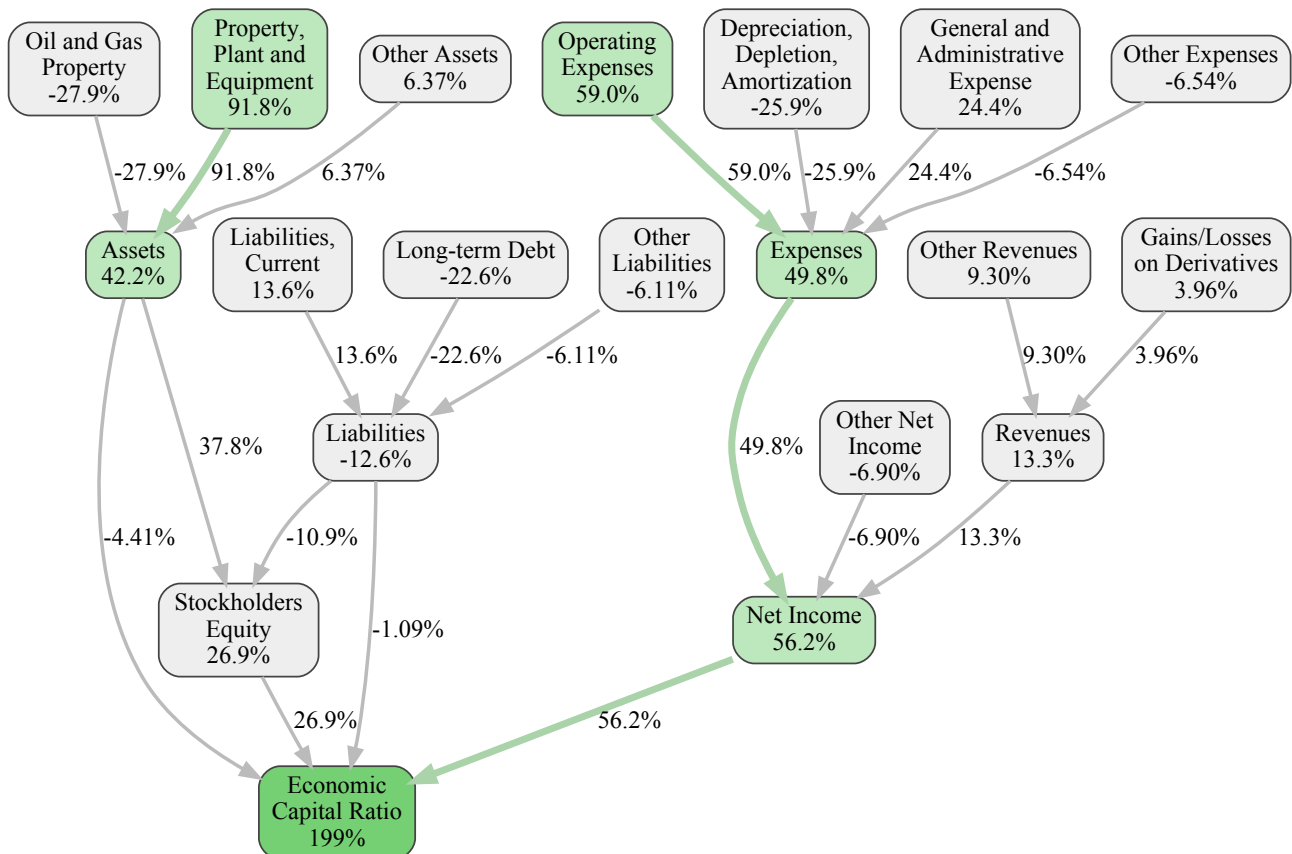 Oil and Gas
Property
-27.9%
Property,
Plant and
Equipment
91.8%
Other Assets
6.37%
Operating
Expenses
59.0%
Depreciation,
Depletion,
Amortization
-25.9%
General and
Administrative
Expense
24.4%
Other Expenses
-6.54%
-27.9%
91.8%
6.37%
59.0%
-25.9%
24.4%
-6.54%
Assets
42.2%
Liabilities,
Current
13.6%
Long-term Debt
-22.6%
Other
Liabilities
-6.11%
Expenses
49.8%
Other Revenues
9.30%
Gains/Losses
on Derivatives
3.96%
13.6%
-22.6%
-6.11%
9.30%
3.96%
37.8%
Liabilities
-12.6%
49.8%
Other Net
Income
-6.90%
Revenues
13.3%
-4.41%
-10.9%
-6.90%
13.3%
Stockholders
Equity
26.9%
-1.09%
Net Income
56.2%
26.9%
56.2%
Economic
Capital Ratio
199%